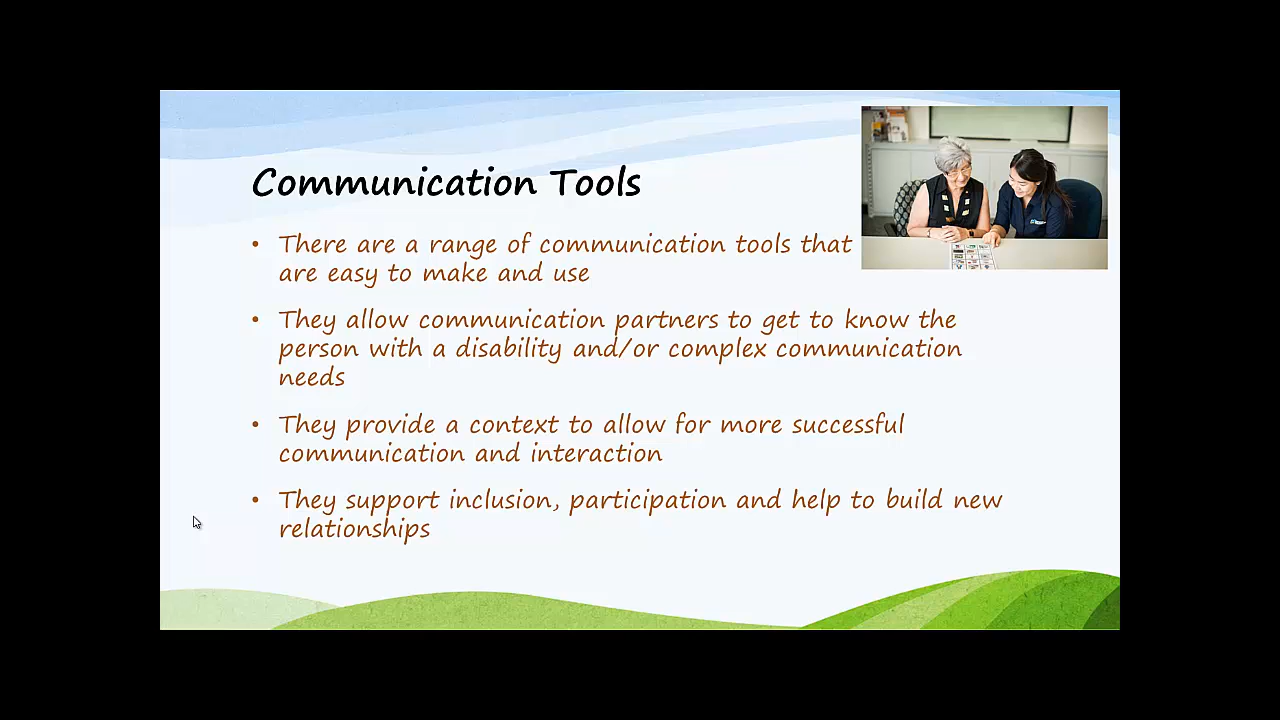 Communication Tools
• There are a range of communication tools that
are easy to make and use
• They allow communication partners to get to know the
person with a disability and/or complex communication
needs
• They provide a context to allow for more successful
communication and interaction
• They support inclusion, participation and help to build new
relationships